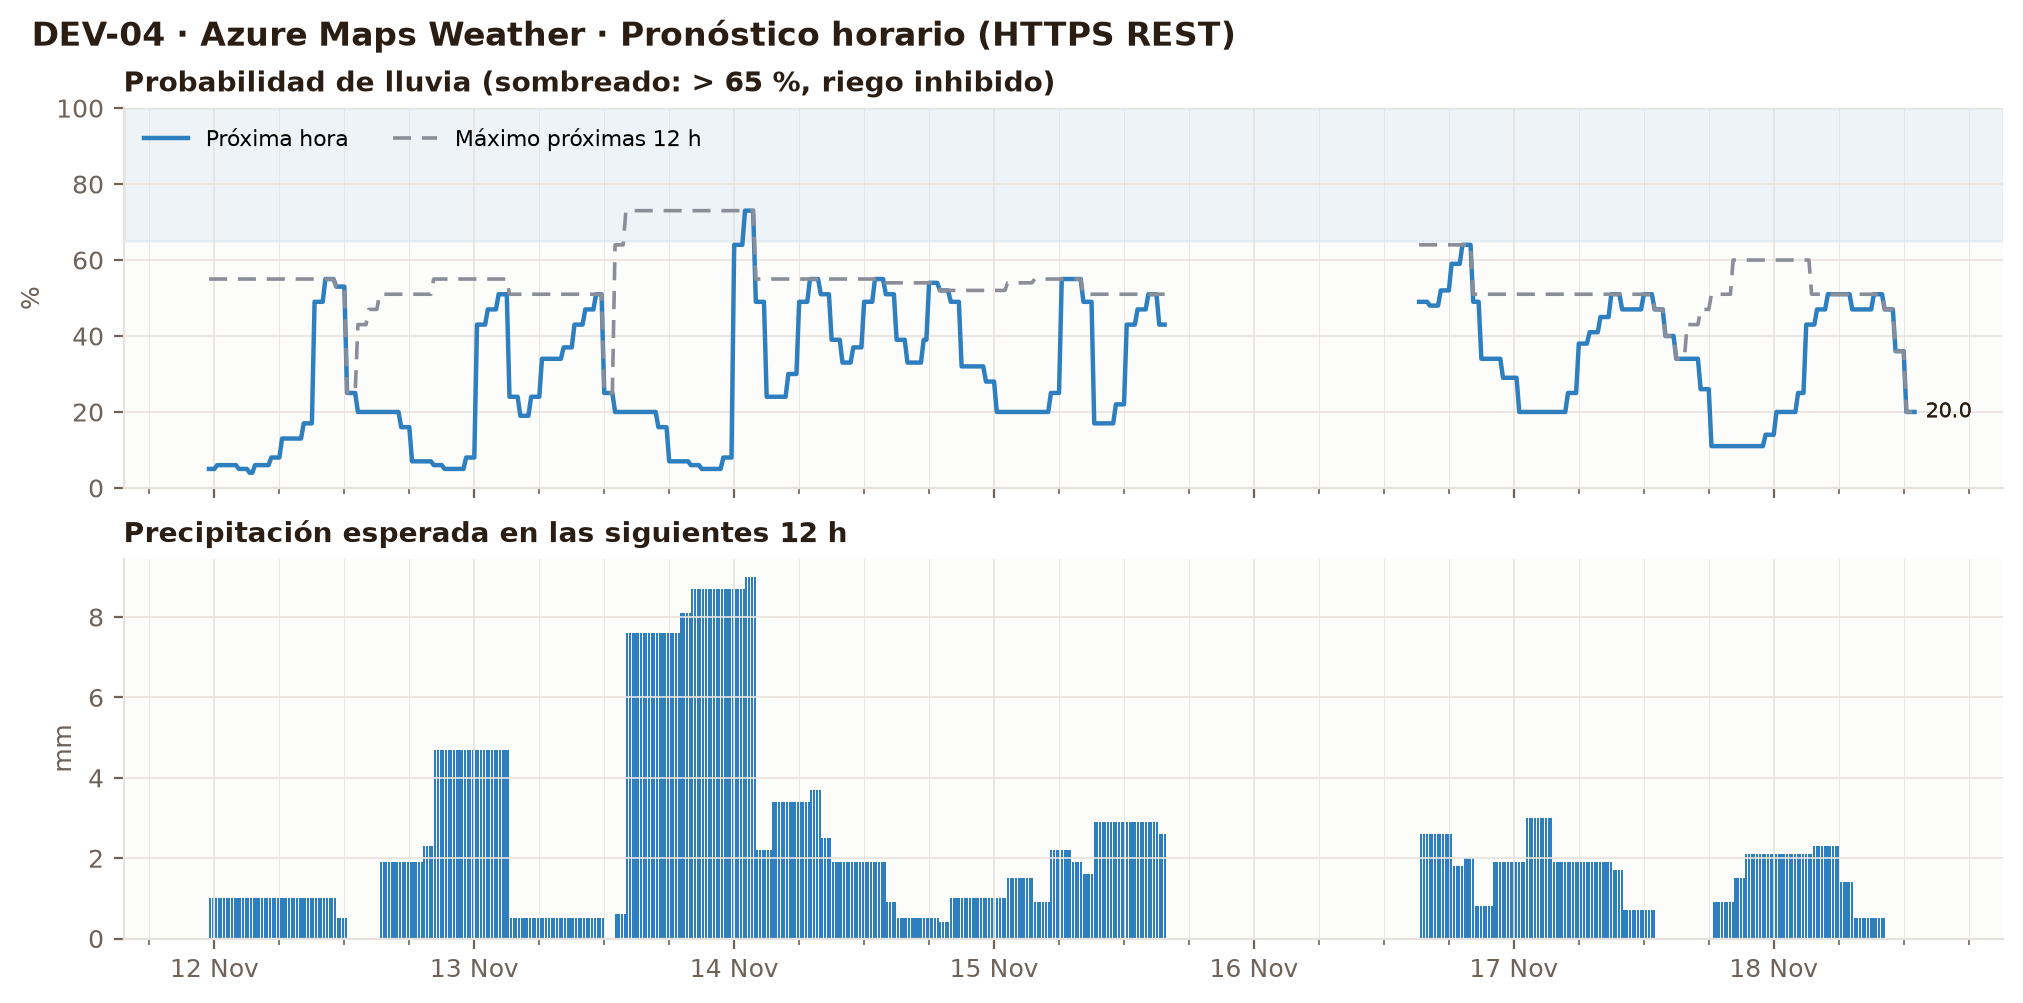 DEV-04 · Azure Maps Weather · Pronóstico horario (HTTPS REST)
Probabilidad de lluvia (sombreado: > 65 %, riego inhibido)
100
80
60
40
20
0
%
Próxima hora
Máximo próximas 12 h
20.0
Precipitación esperada en las siguientes 12 h
8
6
4
2
0
mm
12 Nov
13 Nov
14 Nov
15 Nov
16 Nov
17 Nov
18 Nov